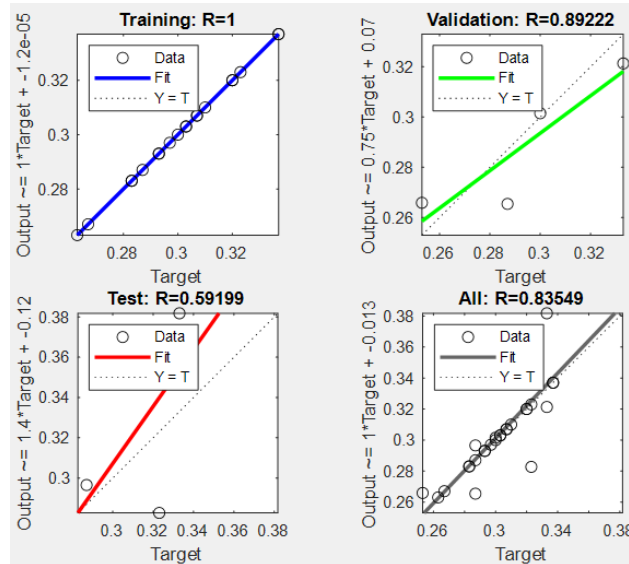 Training: R=1
Output ~= 1*Target + -1.2e-05
Data
Fit
Y = T
0.32
0.3
0.28
0.28 0.3 0.32
Target
Validation: R=0.89222
Output ~= 0.75*Target + 0.07
Data
Fit
Y = T
0.32
0.3
0.28
0.26
0.26 0.28 0.3 0.32
Target
Test: R=0.59199
Output ~= 1.4*Target + -0.12
Data
Fit
Y = T
0.38
0.36
0.34
0.32
0.3
0.3 0.32 0.34 0.36 0.38
Target
All: R=0.83549
Output ~= 1*Target + -0.013
Data
Fit
Y = T
0.38
0.36
0.34
0.32
0.3
0.28
0.26
0.26 0.28 0.3 0.32 0.34 0.36 0.38
Target